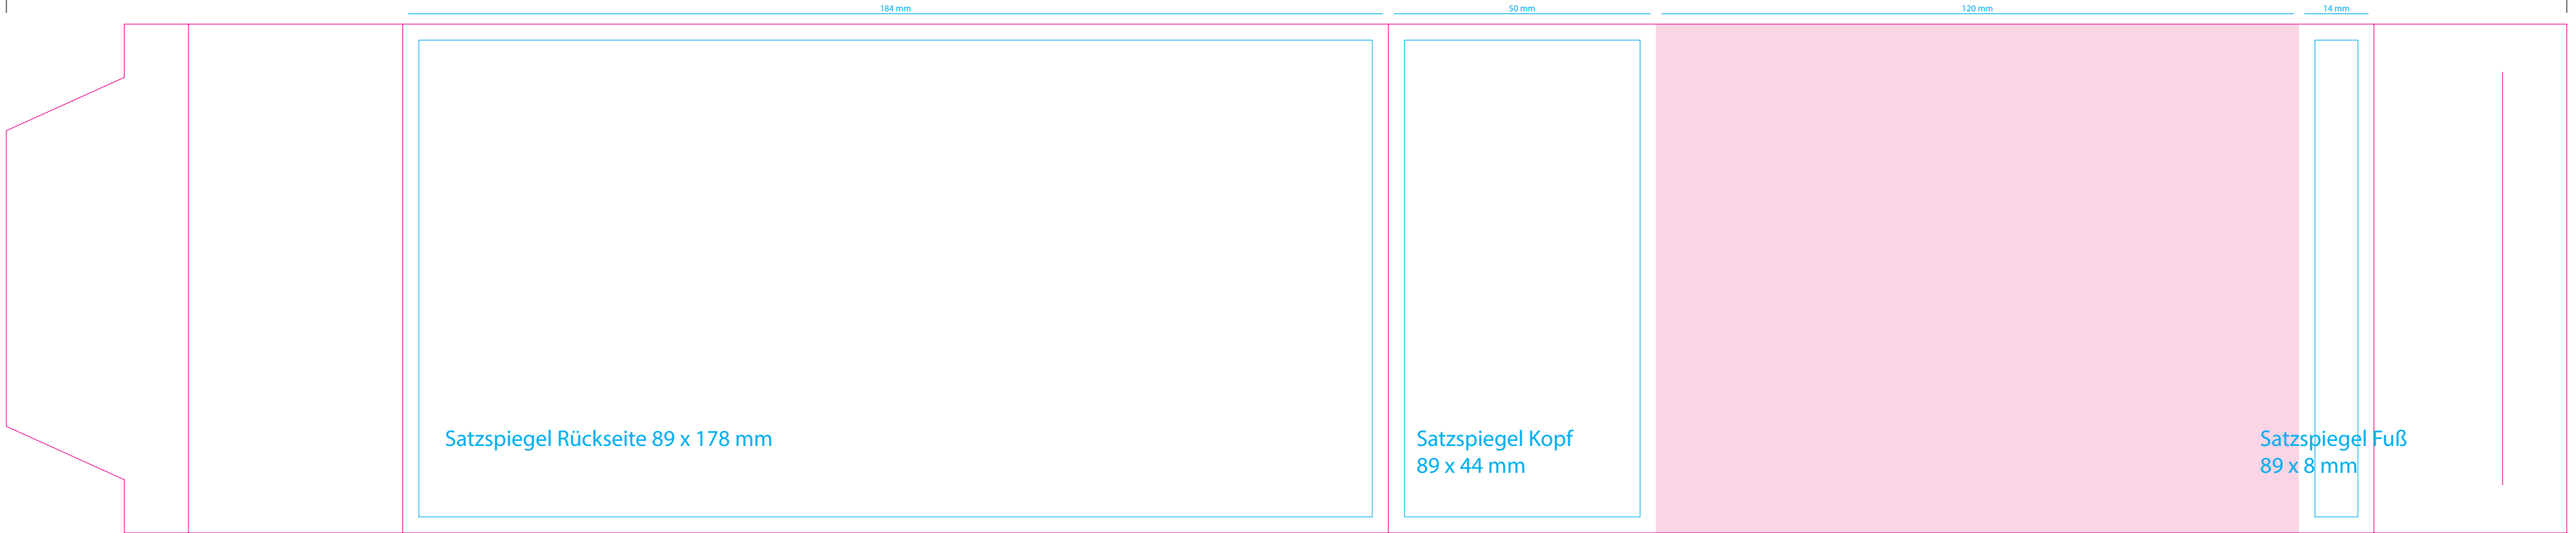 184 mm
50 mm
120 mm
14 mm
Satzspiegel Rückseite 89 x 178 mm
Satzspiegel Kopf
89 x 44 mm
Satzspiegel Fuß
89 x 8 mm